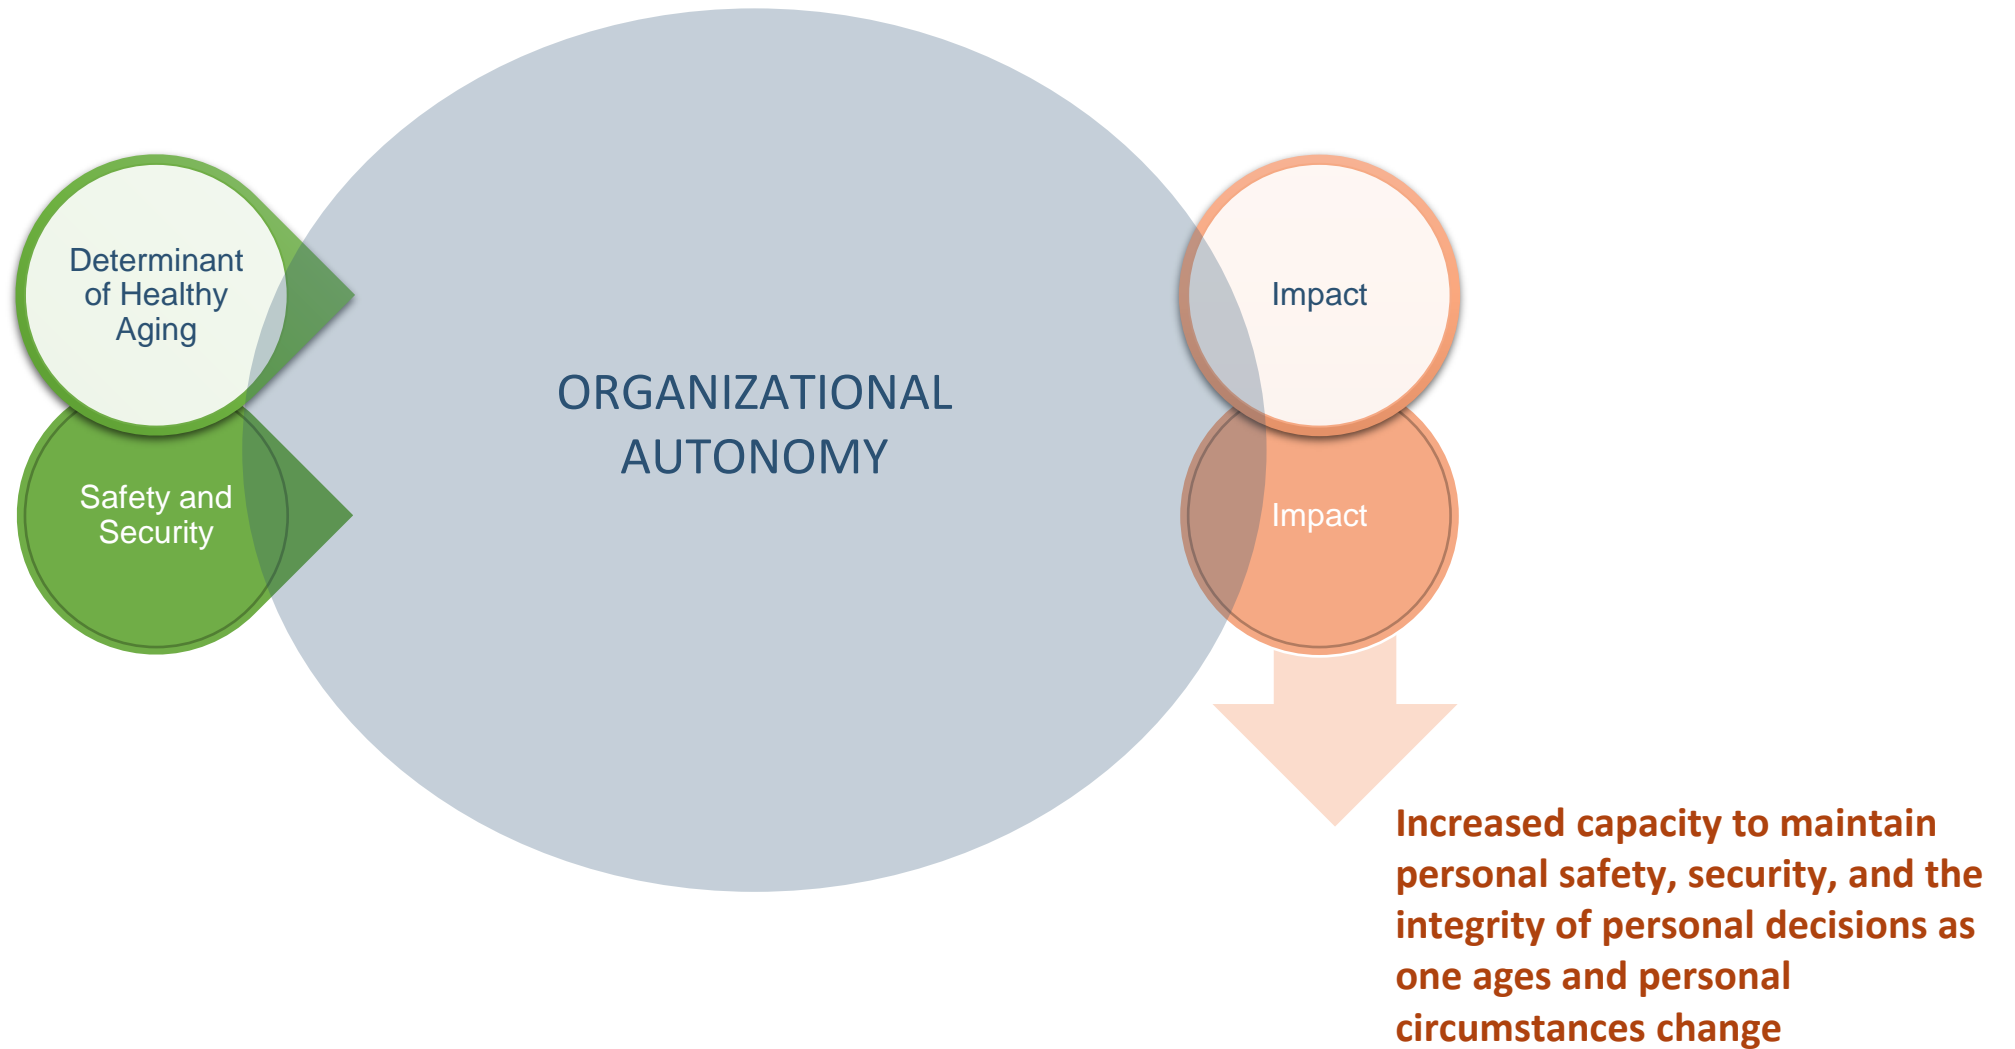 Determinant
of Healthy
Aging
Safety and
Security
ORGANIZATIONAL
AUTONOMY
Impact
Impact
Increased capacity to maintain
personal safety, security, and the
integrity of personal decisions as
one ages and personal
circumstances change